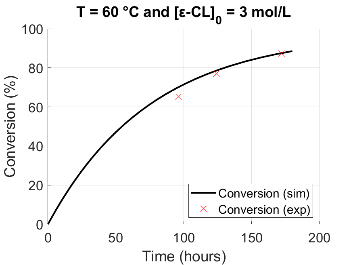 T = 60 °C and [ε-CL]₀ = 3 mol/L
100
80
60
40
20
0
Conversion (%)
Conversion (sim)
Conversion (exp)
0 50 100 150 200
Time (hours)